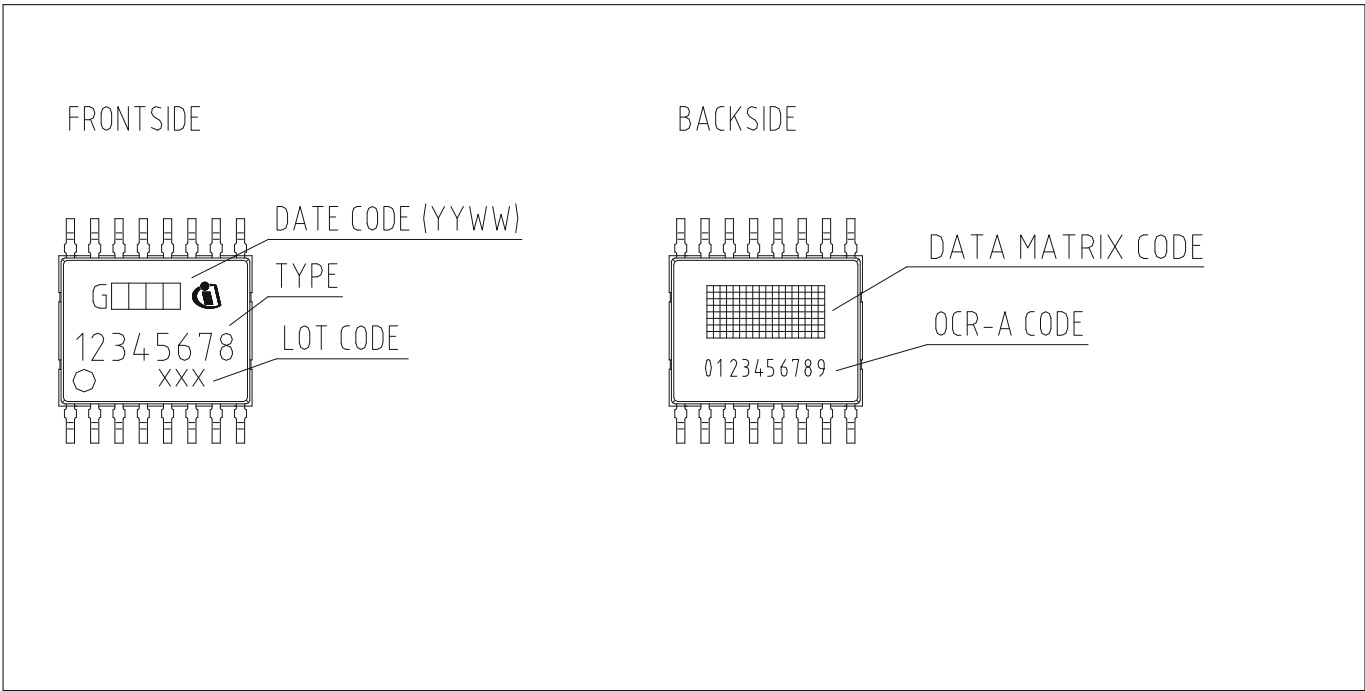 FRONTSIDE
DATE CODE (YYWW)
TYPE
G
12345678
LOT CODE
XXX
BACKSIDE
DATA MATRIX CODE
OCR-A CODE
0123456789